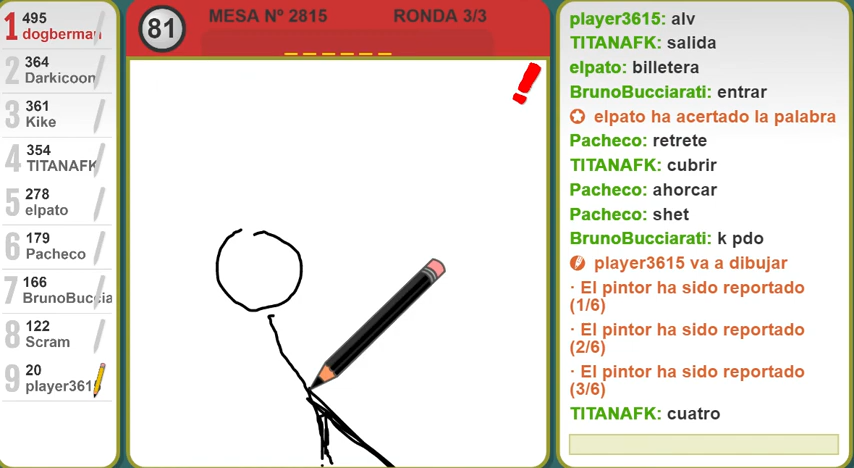 1 495
dogberman
2 364
Darkicoon
3 361
Kike
4 354
TITANAFK
5 278
elpato
6 179
Pacheco
7 166
BrunoBuccia
8 122
Scram
9 20
player361
81
MESA Nº 2815
RONDA 3/3
_ _ _ _ _ _
player3615: alv
TITANAFK: salida
elpato: billetera
BrunoBucciarati: entrar
elpato ha acertado la palabra
Pacheco: retrete
TITANAFK: cubrir
Pacheco: ahorcar
Pacheco: shet
BrunoBucciarati: k pdo
player3615 va a dibujar
· El pintor ha sido reportado
(1/6)
· El pintor ha sido reportado
(2/6)
· El pintor ha sido reportado
(3/6)
TITANAFK: cuatro